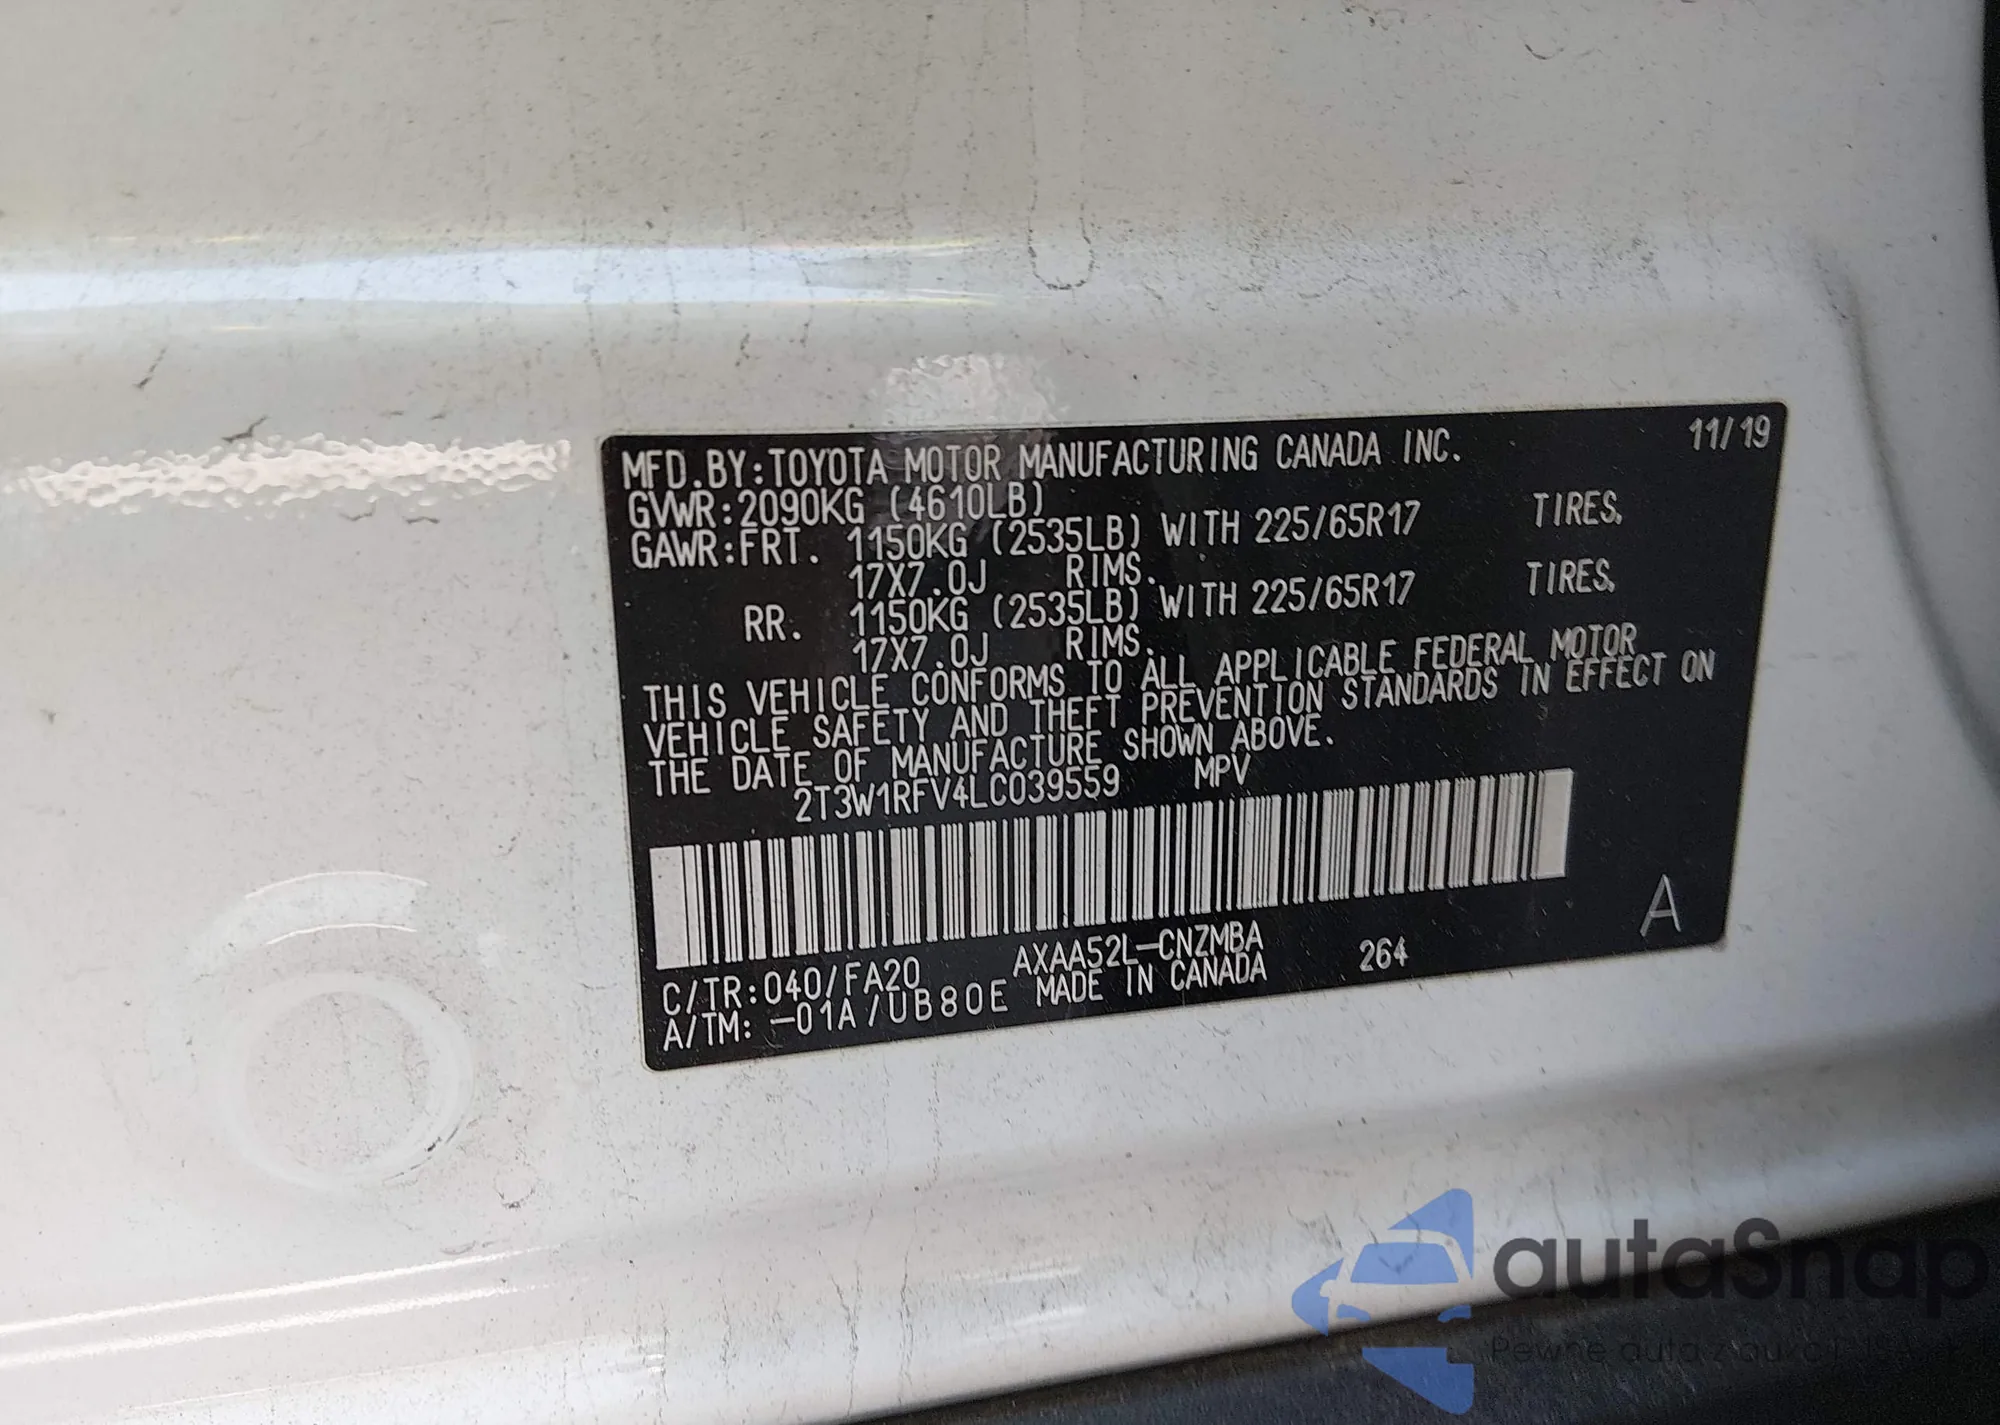 MFD.BY:TOYOTA MOTOR MANUFACTURING CANADA INC. 11/19
GVWR:2090KG (4610LB)
GAWR:FRT. 1150KG (2535LB) WITH 225/65R17 TIRES,
17X7.0J RIMS.
RR. 1150KG (2535LB) WITH 225/65R17 TIRES,
17X7.0J RIMS.
THIS VEHICLE CONFORMS TO ALL APPLICABLE FEDERAL MOTOR
VEHICLE SAFETY AND THEFT PREVENTION STANDARDS IN EFFECT ON
THE DATE OF MANUFACTURE SHOWN ABOVE.
2T3W1RFV4LC039559 MPV
A
C/TR:040/FA20 AXAA52L-CNZMBA 264
A/TM: -01A/UB80E MADE IN CANADA
autaSnap
Pewne auta z aukcji